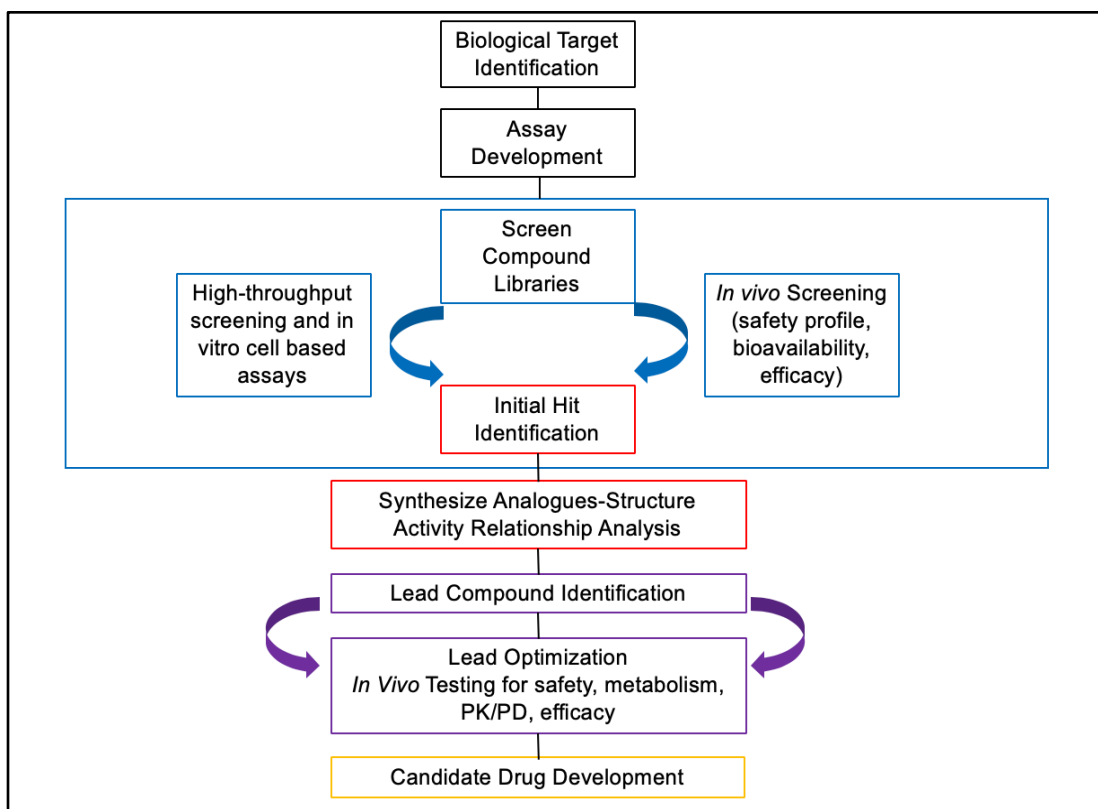 Biological Target
Identification
Assay
Development
Screen
Compound
Libraries
High-throughput
screening and in
vitro cell based
assays
In vivo Screening
(safety profile,
bioavailability,
efficacy)
Initial Hit
Identification
Synthesize Analogues-Structure
Activity Relationship Analysis
Lead Compound Identification
Lead Optimization
In Vivo Testing for safety, metabolism,
PK/PD, efficacy
Candidate Drug Development